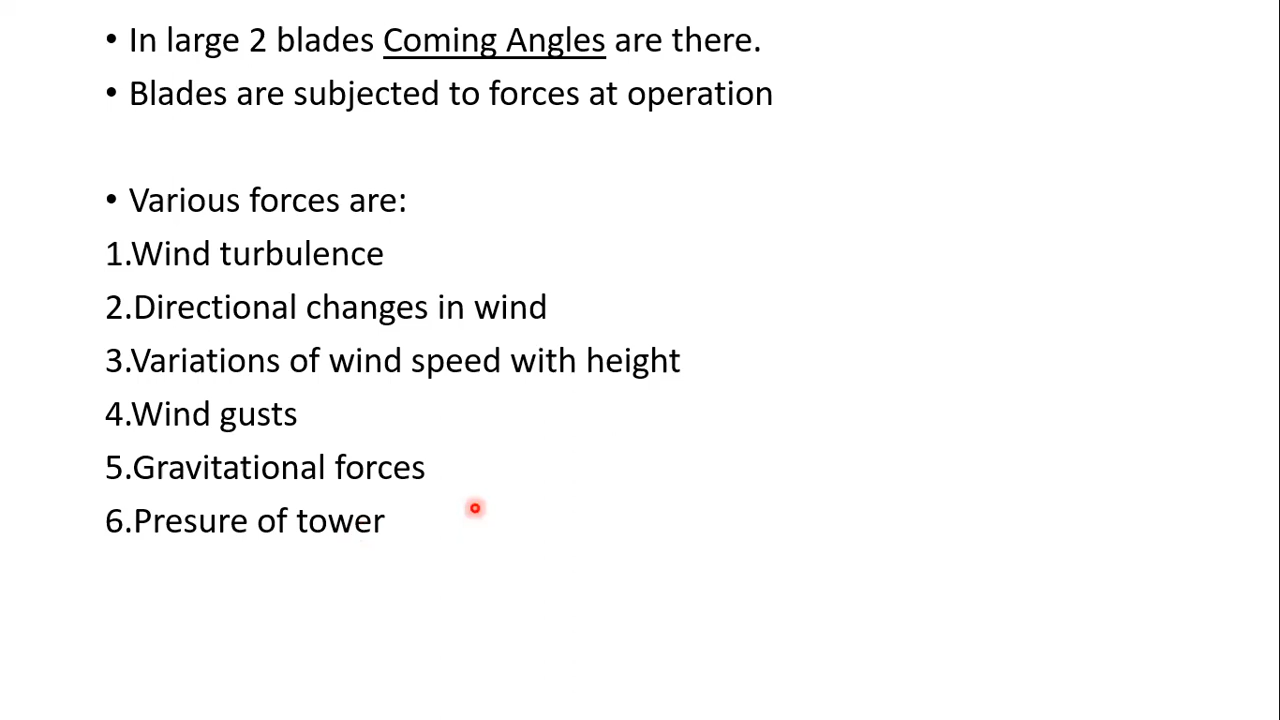 • In large 2 blades Coming Angles are there.
• Blades are subjected to forces at operation
• Various forces are:
1.Wind turbulence
2.Directional changes in wind
3.Variations of wind speed with height
4.Wind gusts
5.Gravitational forces
6.Presure of tower